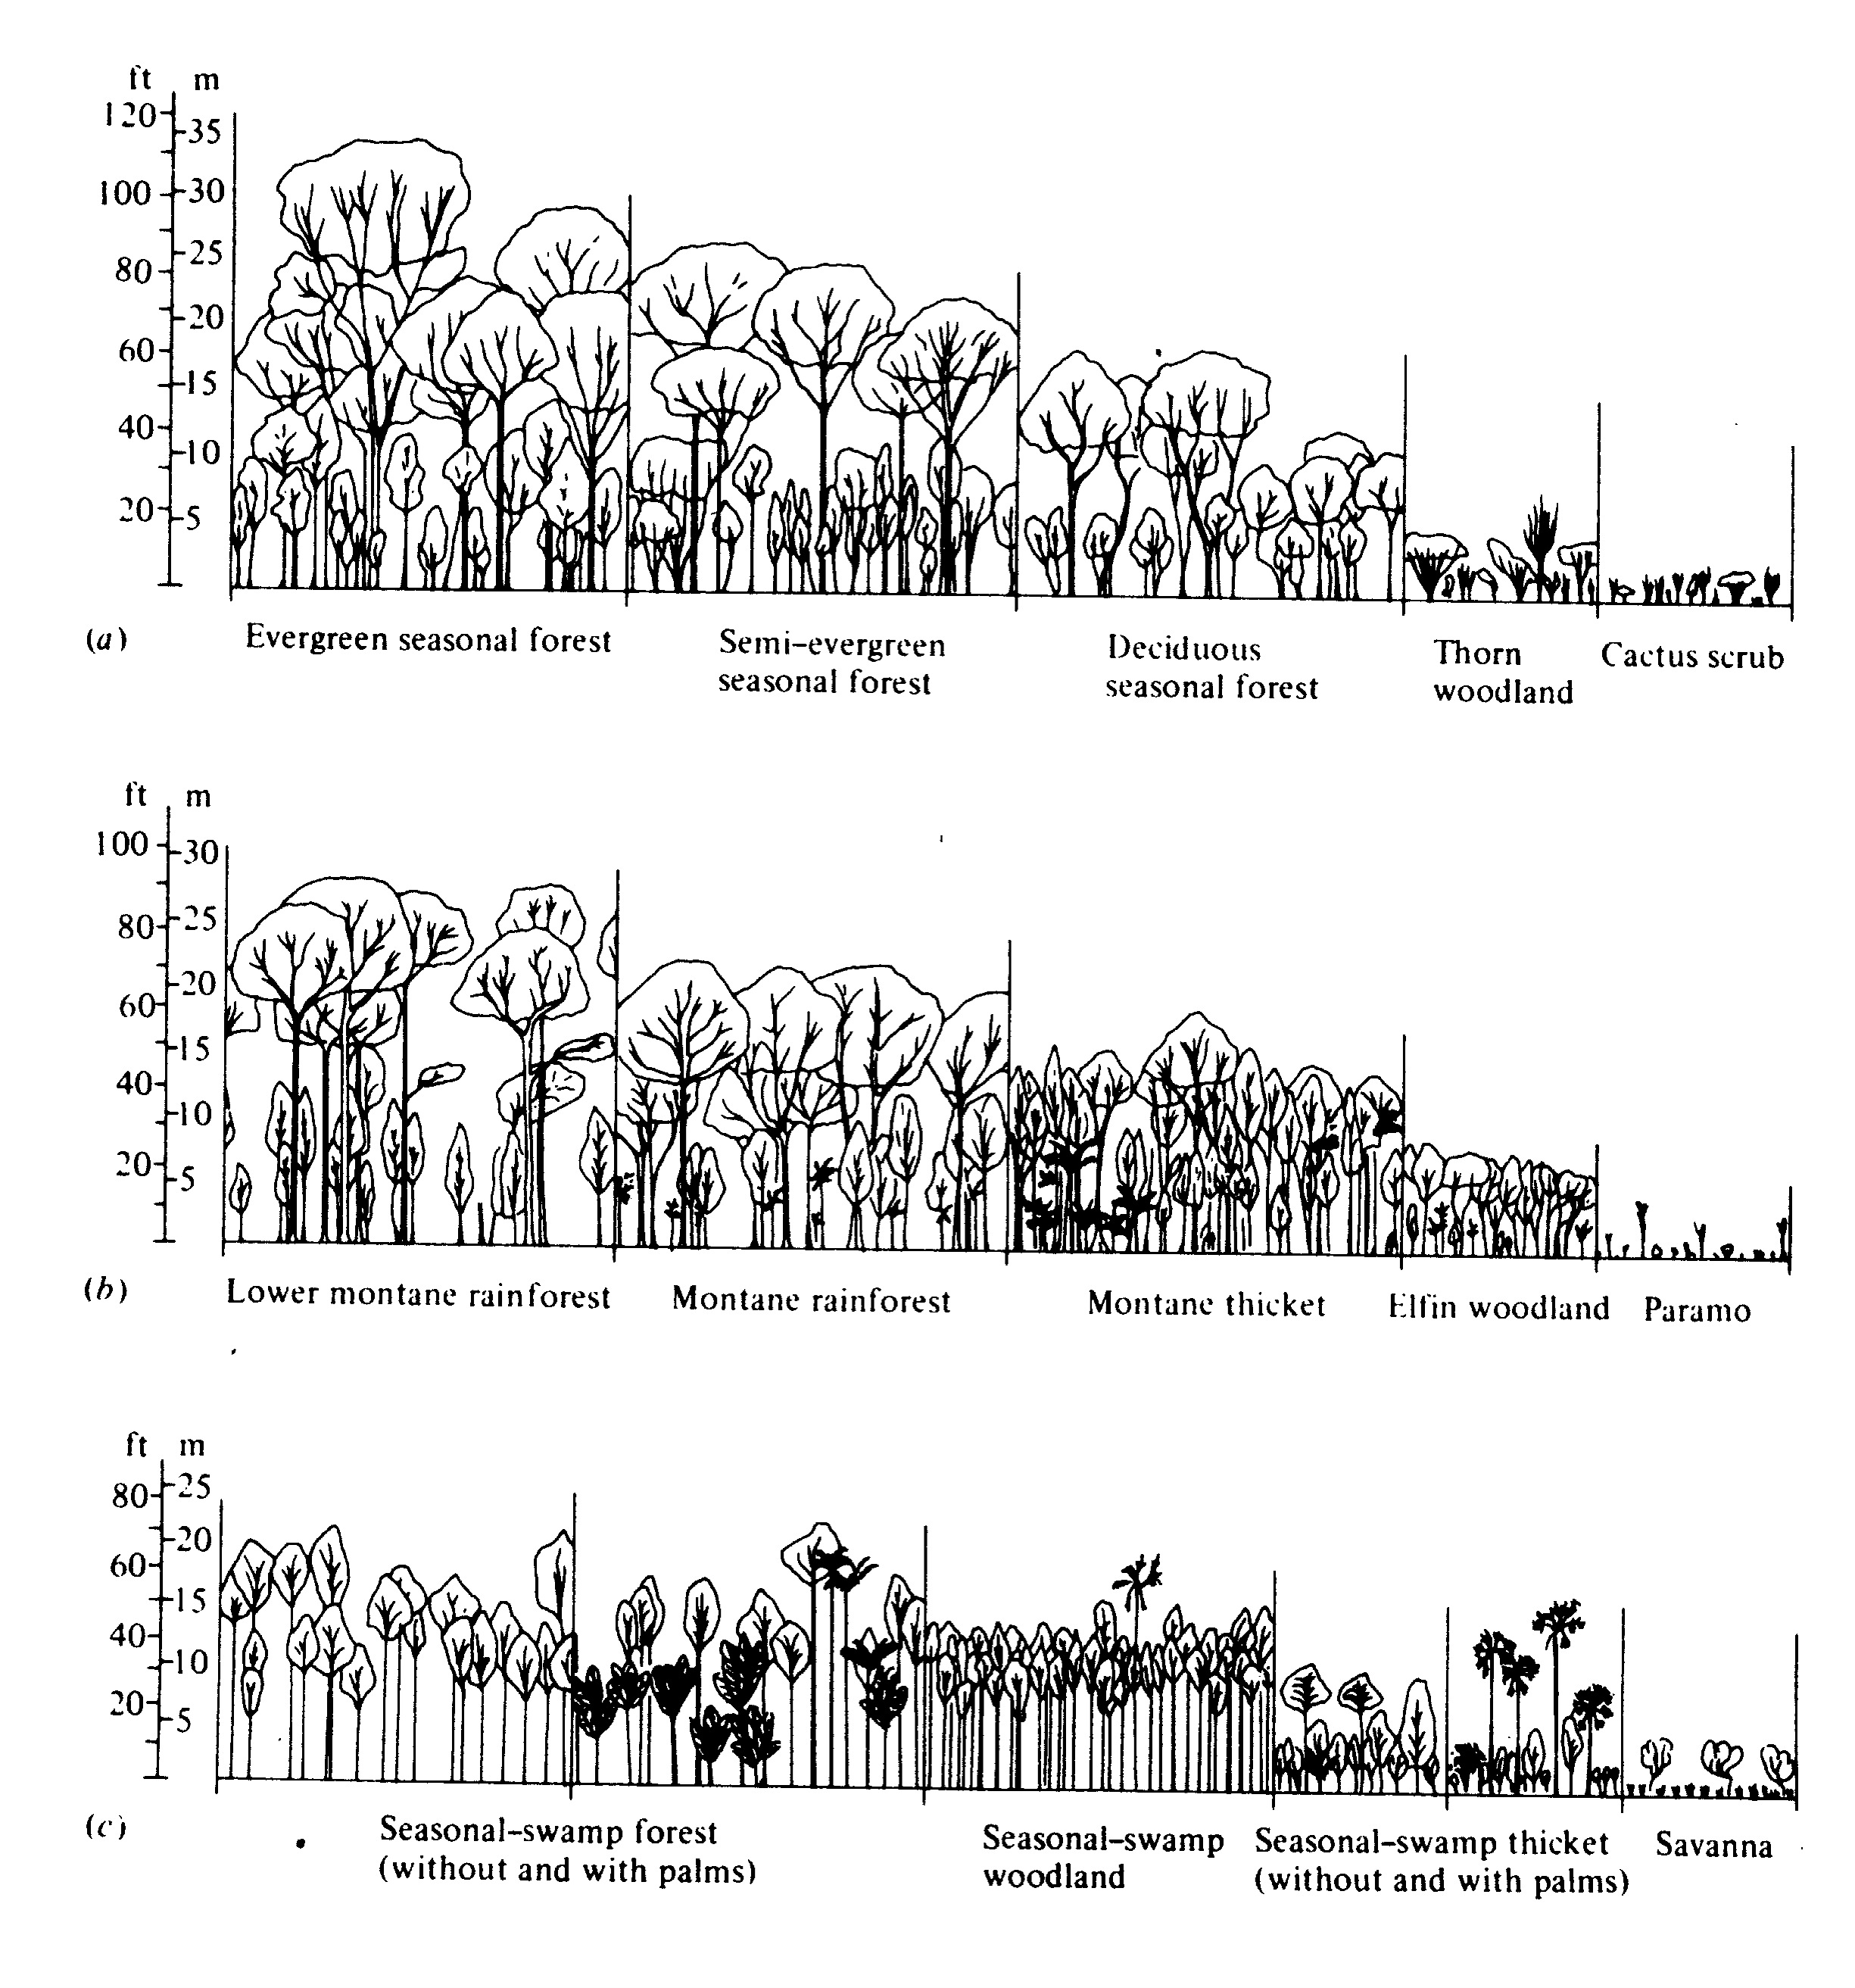 ft m
120
35
100
30
25
80
20
60
15
40
10
20
5
(a)
Evergreen seasonal forest
Semi-evergreen
seasonal forest
Deciduous
seasonal forest
Thorn
woodland
Cactus scrub
ft m
100
30
80
25
20
60
15
40
10
20
5
(b)
Lower montane rainforest
Montane rainforest
Montane thicket
Elfin woodland
Paramo
ft m
25
80
20
60
15
40
10
20
5
(c)
Seasonal-swamp forest
(without and with palms)
Seasonal-swamp
woodland
Seasonal-swamp thicket
(without and with palms)
Savanna